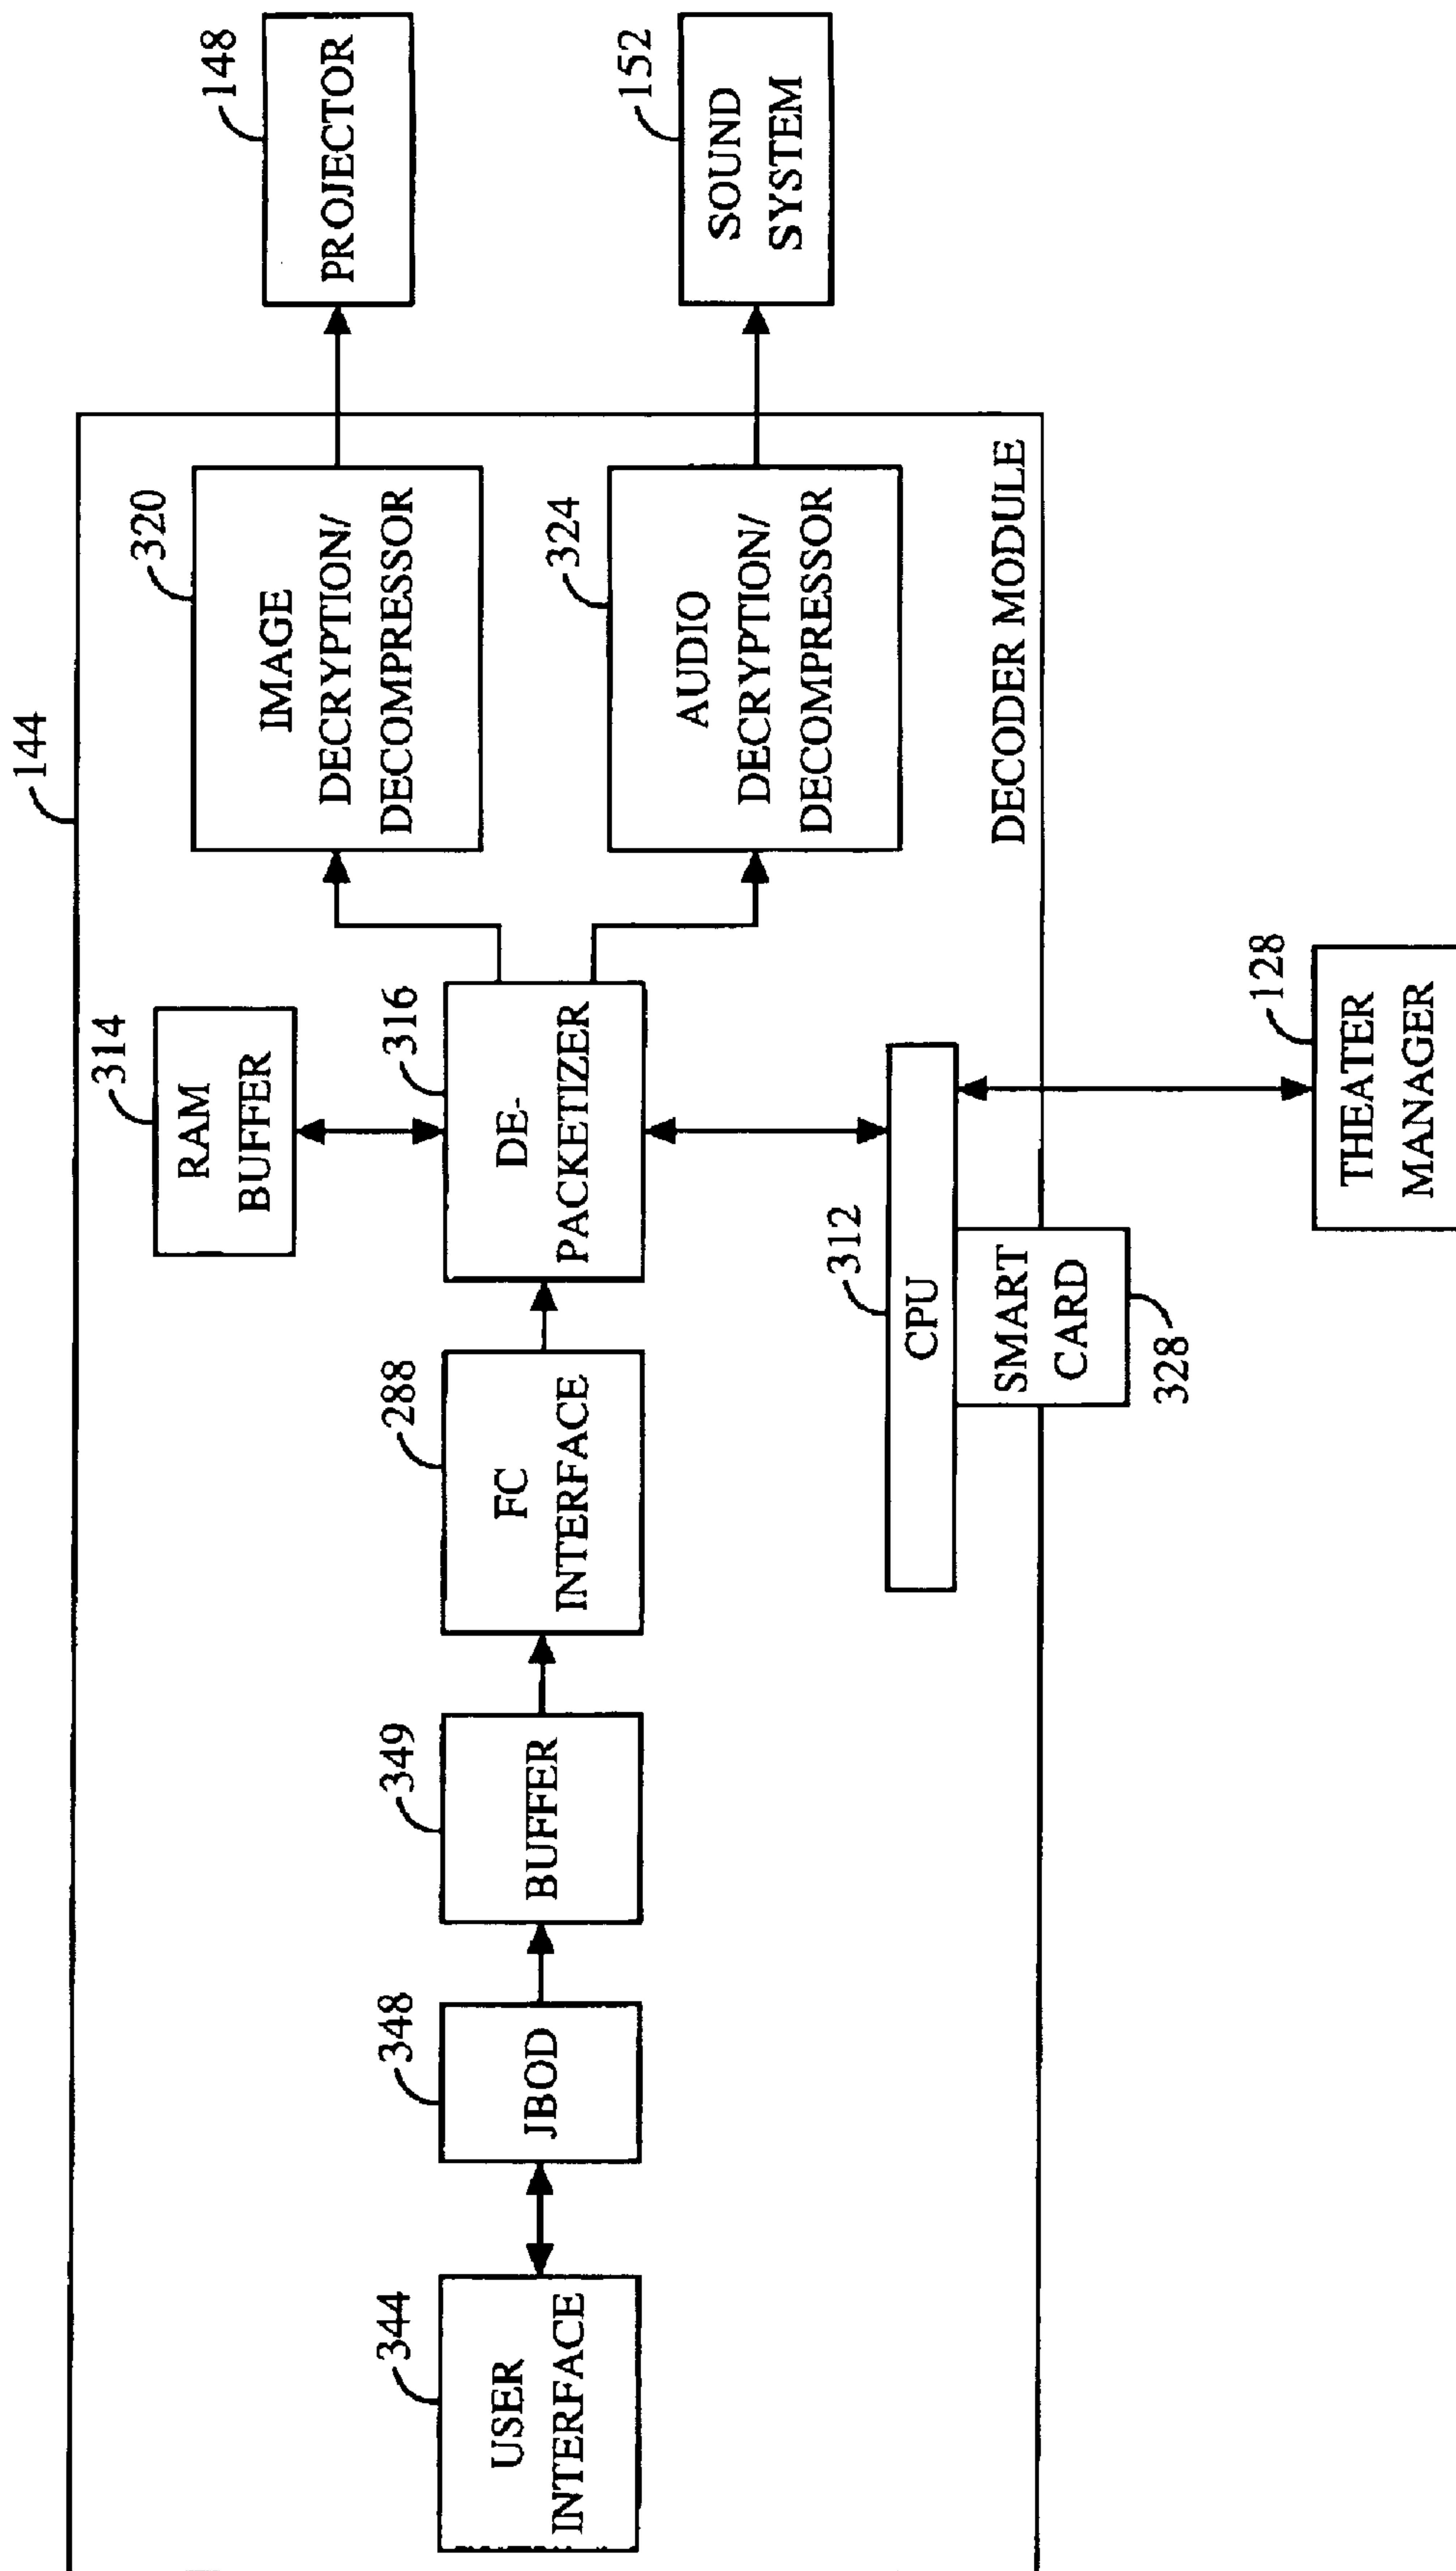 144
314
RAM
BUFFER
320
IMAGE
DECRYPTION/
DECOMPRESSOR
148
PROJECTOR
344
USER
INTERFACE
348
JBOD
349
BUFFER
288
FC
INTERFACE
316
DE-
PACKETIZER
324
AUDIO
DECRYPTION/
DECOMPRESSOR
152
SOUND
SYSTEM
312
CPU
SMART
CARD
328
DECODER MODULE
128
THEATER
MANAGER